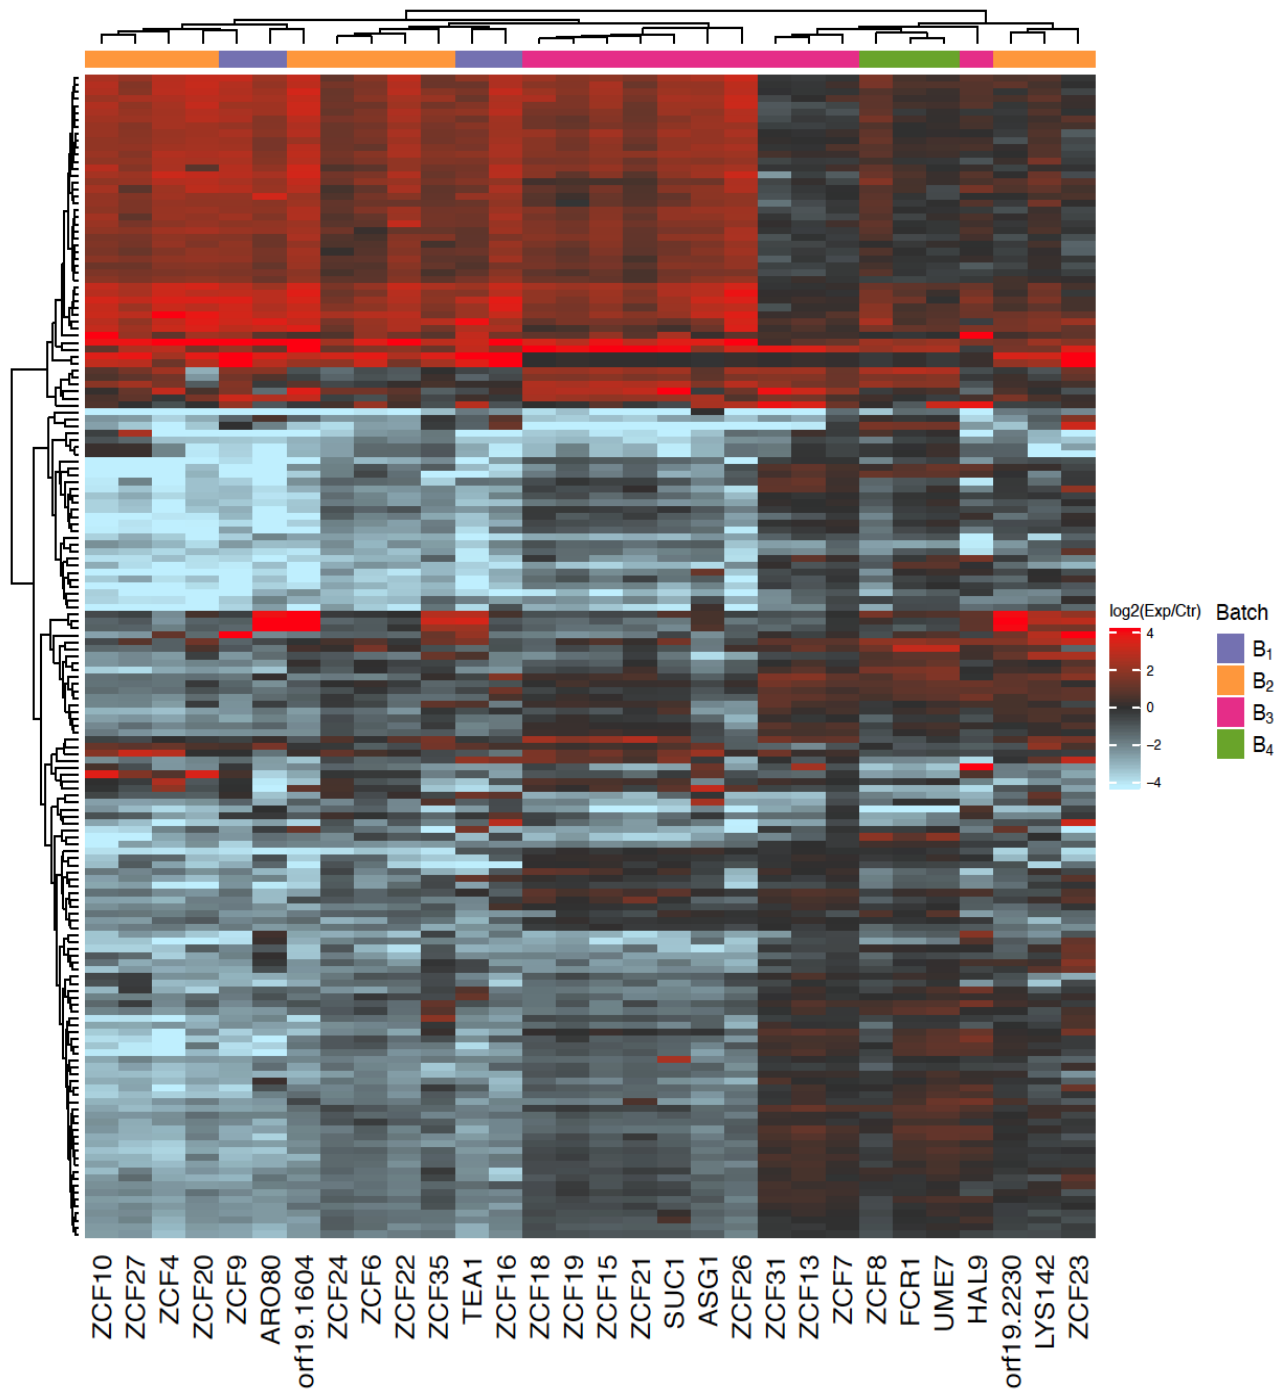 log2(Exp/Ctr)
4
2
0
−2
−4
Batch
B1
B2
B3
B4
ZCF10
ZCF27
ZCF4
ZCF20
ZCF9
ARO80
orf19.1604
ZCF24
ZCF6
ZCF22
ZCF35
TEA1
ZCF16
ZCF18
ZCF19
ZCF15
ZCF21
SUC1
ASG1
ZCF26
ZCF31
ZCF13
ZCF7
ZCF8
FCR1
UME7
HAL9
orf19.2230
LYS142
ZCF23